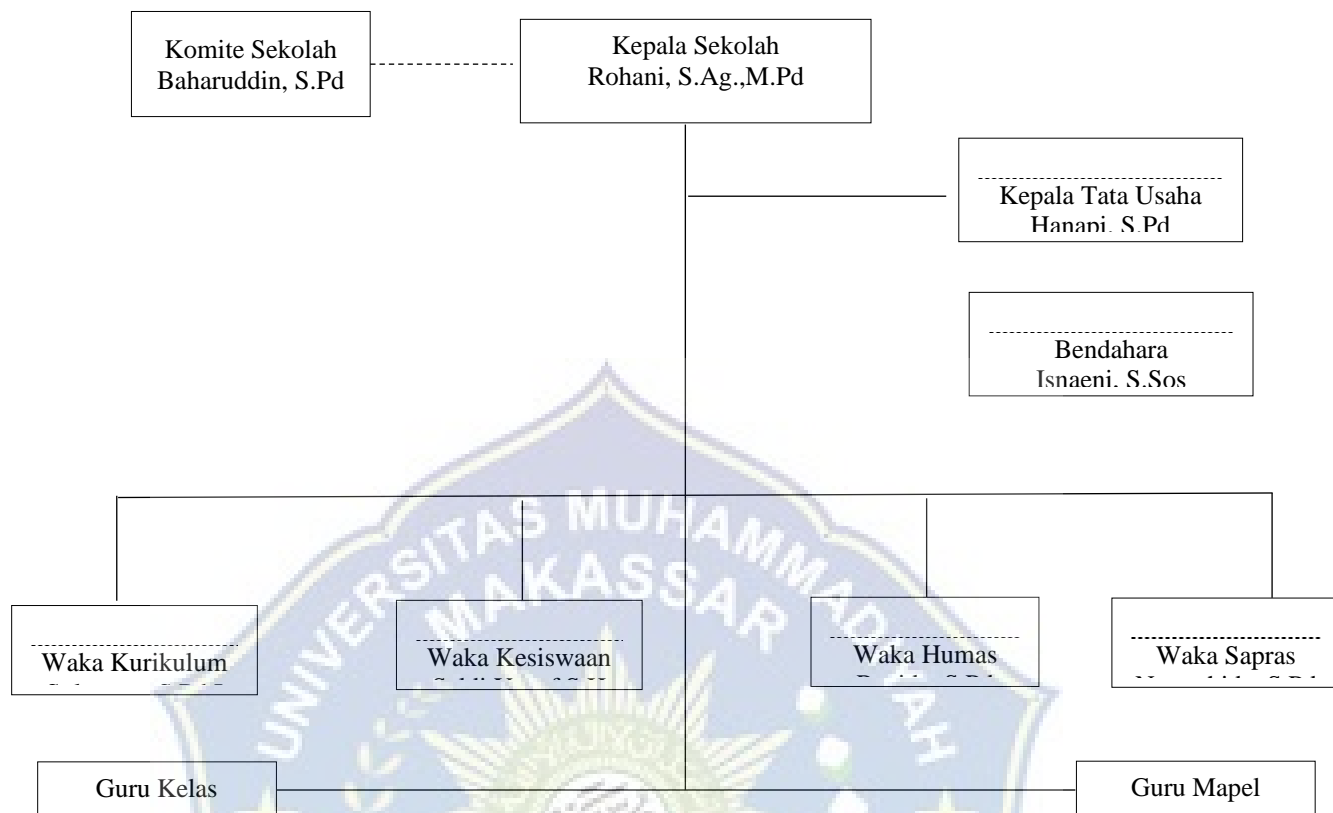 Komite Sekolah
Baharuddin, S.Pd
Kepala Sekolah
Rohani, S.Ag.,M.Pd
Kepala Tata Usaha
Hanapi, S.Pd
Bendahara
Isnaeni, S.Sos
UNIVERSITAS MUHAMMADIYAH
MAKASSAR
Waka Kurikulum
Waka Kesiswaan
Waka Humas
Waka Sapras
Guru Kelas
Guru Mapel